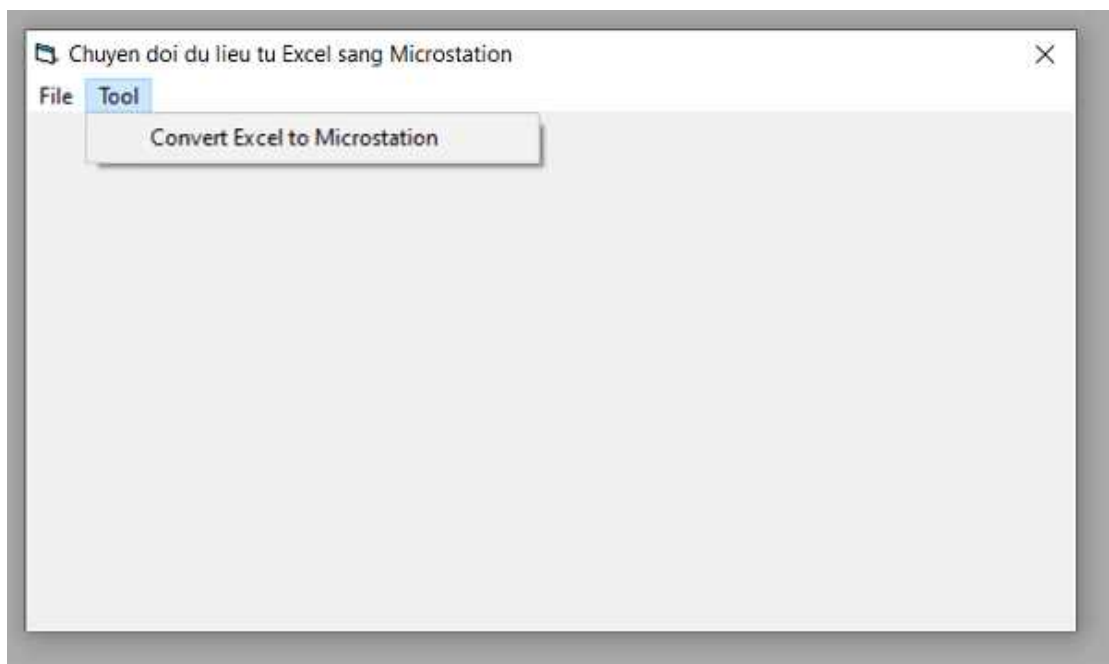 Chuyen doi du lieu tu Excel sang Microstation
File Tool
Convert Excel to Microstation